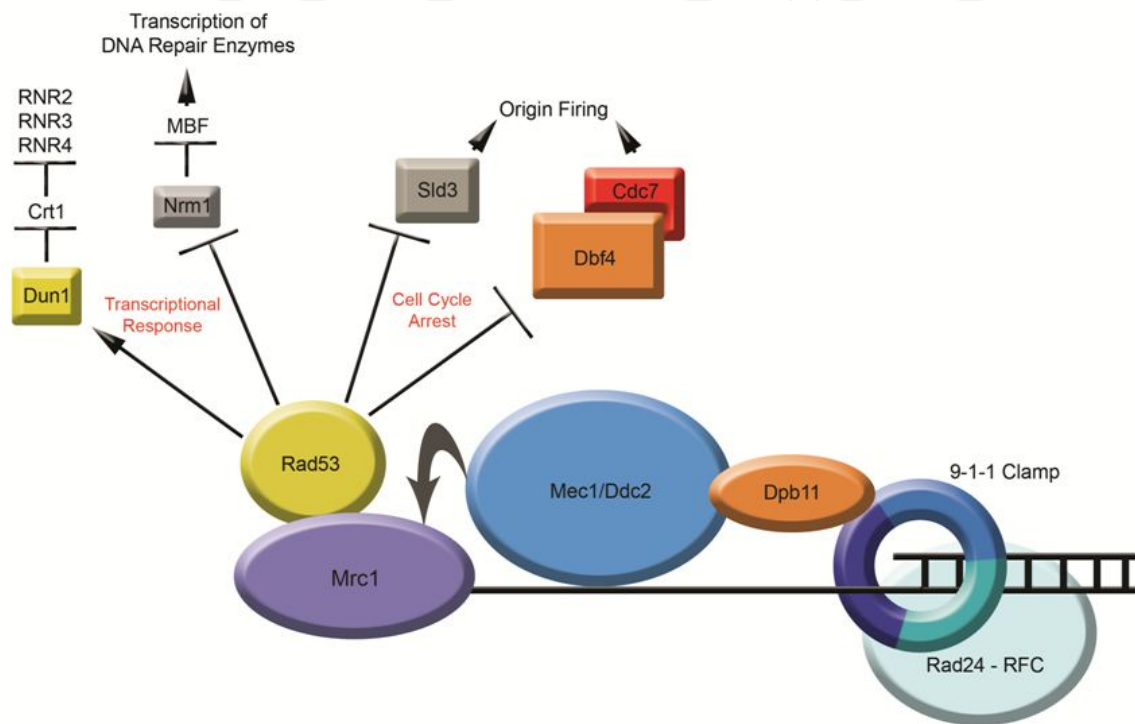 Transcription of
DNA Repair Enzymes
RNR2
RNR3
RNR4
MBF
Origin Firing
Crt1
Nrm1
Sld3
Cdc7
Dbf4
Dun1
Transcriptional
Response
Cell Cycle
Arrest
Rad53
Mec1/Ddc2
Dpb11
9-1-1 Clamp
Mrc1
Rad24 - RFC